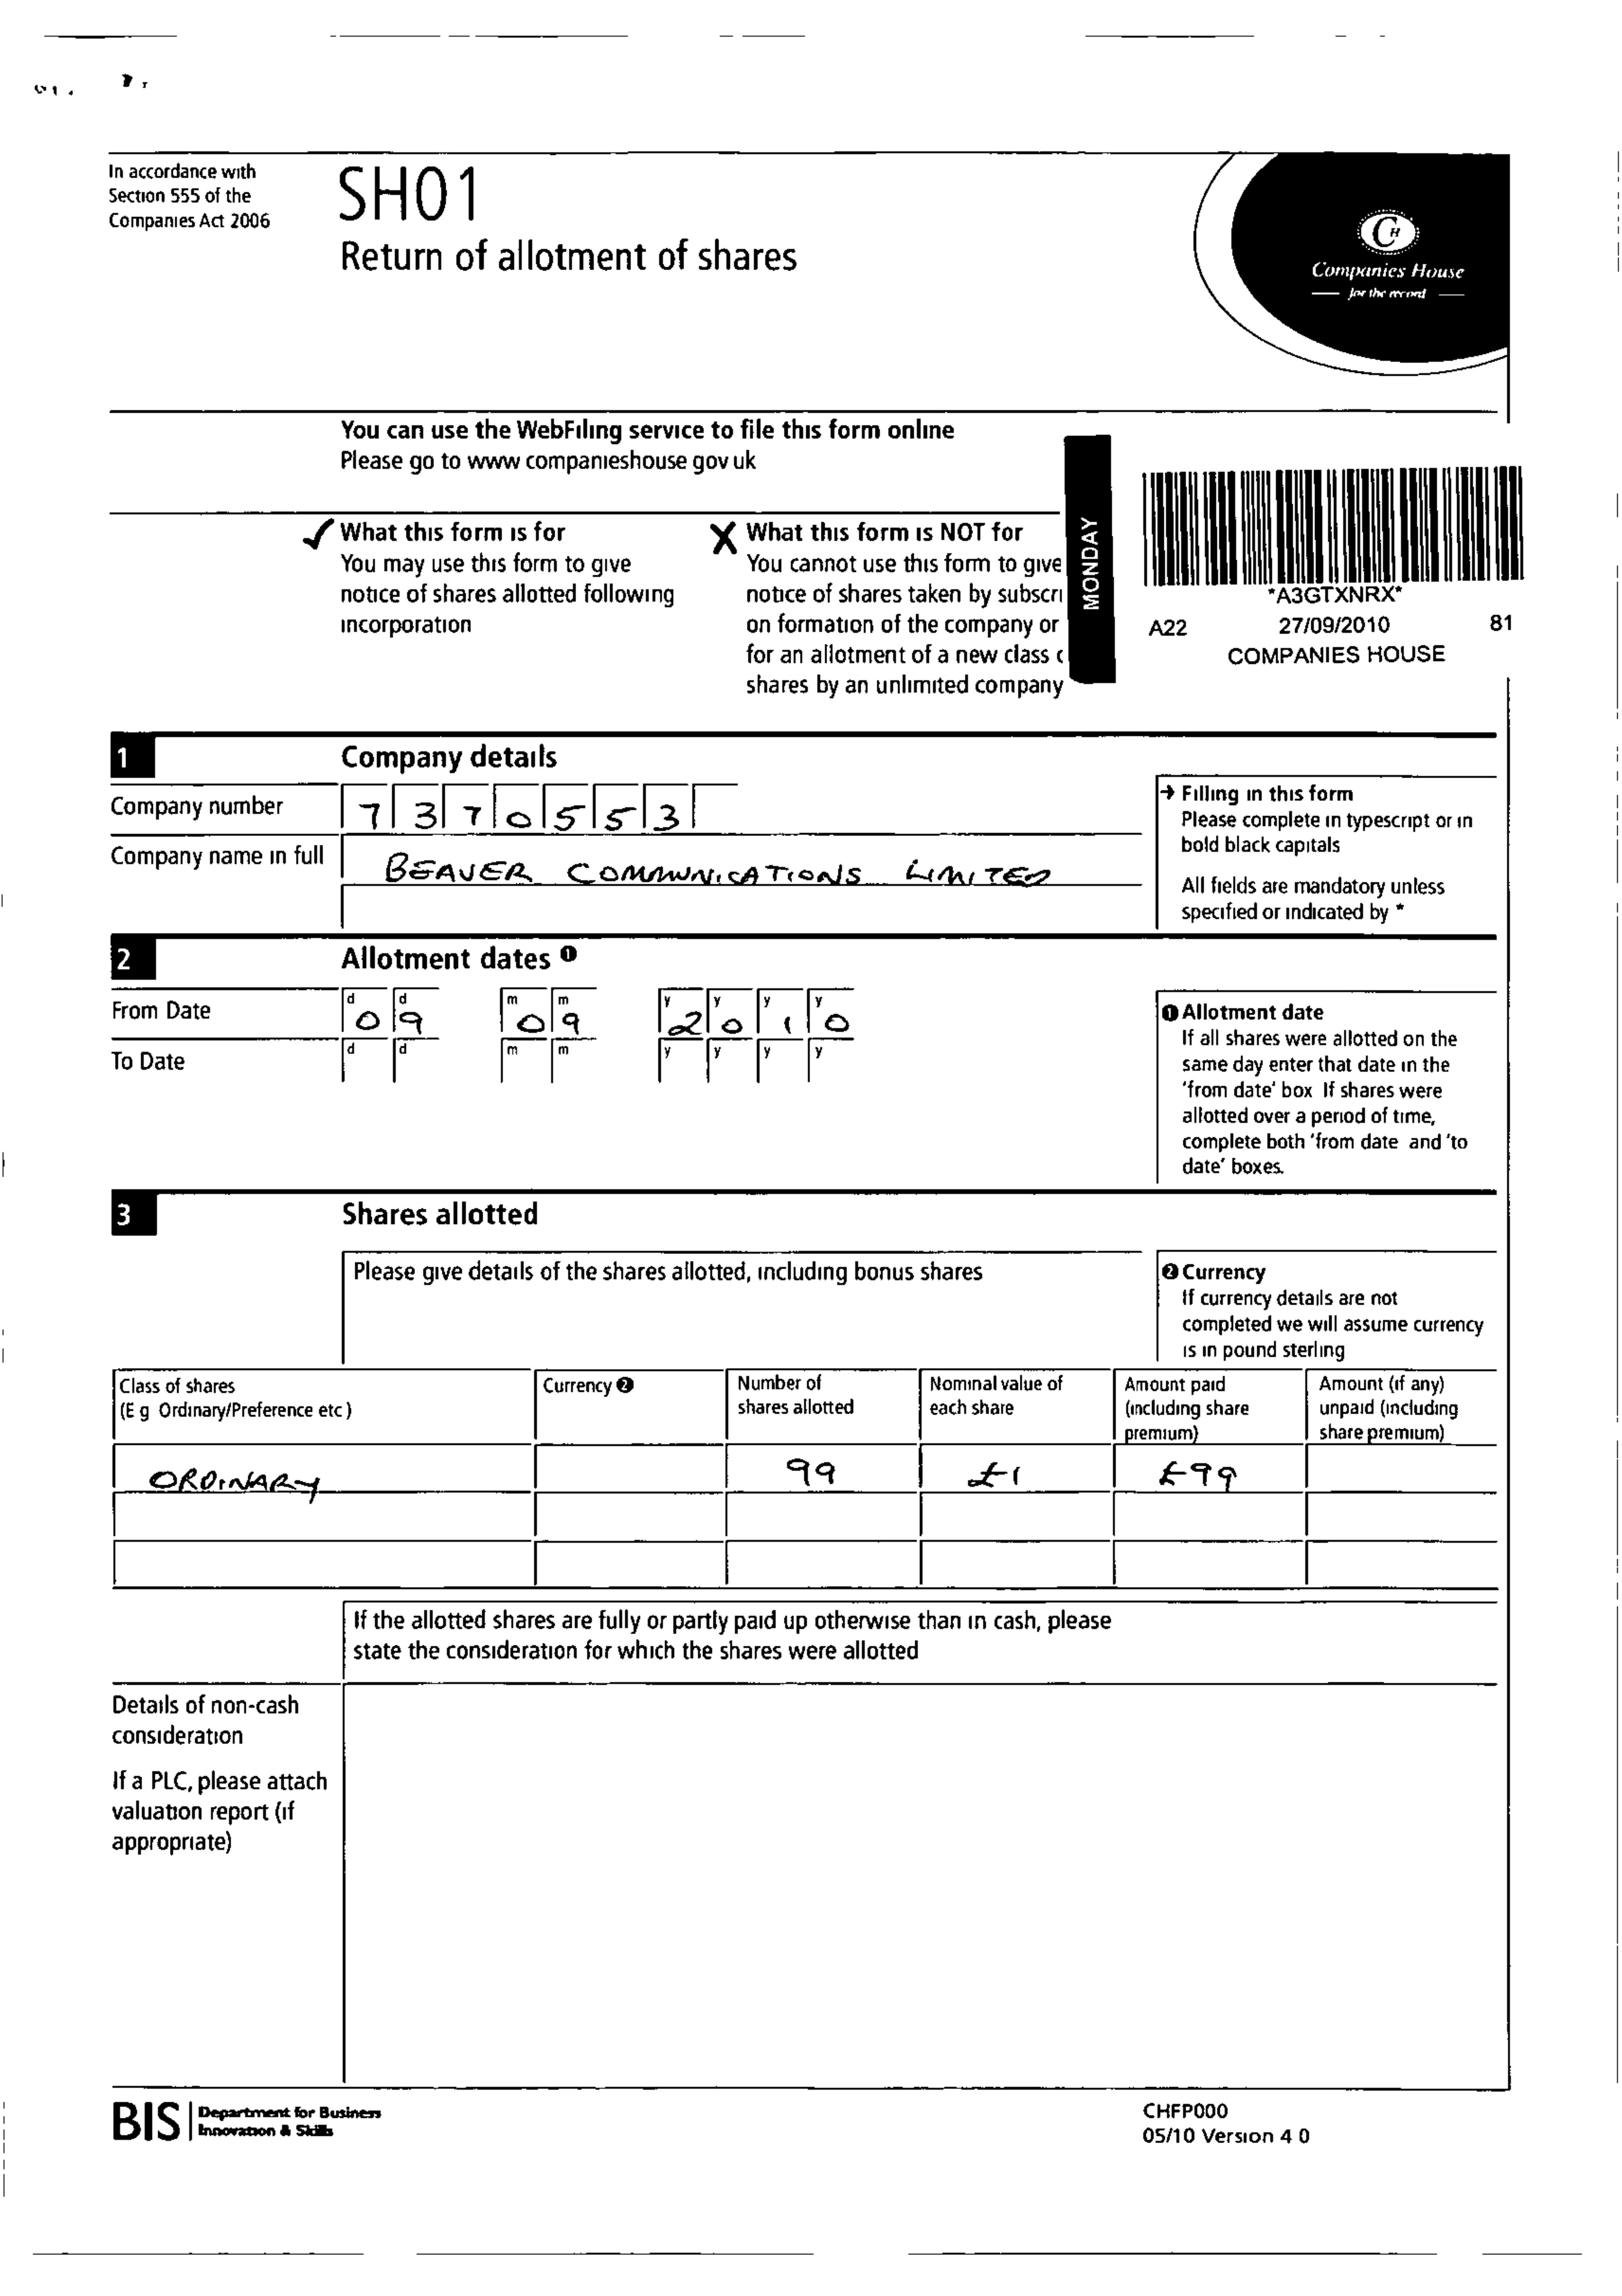 In accordance with
Section 555 of the
Companies Act 2006
SH01
Return of allotment of shares
CH
Companies House
for the record
You can use the WebFiling service to file this form online
Please go to www companieshouse gov uk
✓ What this form is for
You may use this form to give
notice of shares allotted following
incorporation
X What this form is NOT for
You cannot use this form to give
notice of shares taken by subscri
on formation of the company or
for an allotment of a new class
shares by an unlimited company
MONDAY
*A3GTXNRX*
A22 27/09/2010 81
COMPANIES HOUSE
1 Company details
Company number 7 3 7 0 5 5 3
Company name in full BEAVER COMMUNICATIONS LIMITED
→ Filling in this form
Please complete in typescript or in
bold black capitals
All fields are mandatory unless
specified or indicated by *
2 Allotment dates ❶
From Date d 0 d 9 m 0 m 9 y 2 y 0 y 1 y 0
To Date d d m m y y y y
❶ Allotment date
If all shares were allotted on the
same day enter that date in the
'from date' box If shares were
allotted over a period of time,
complete both 'from date and 'to
date' boxes.
3 Shares allotted
Please give details of the shares allotted, including bonus shares
❷ Currency
If currency details are not
completed we will assume currency
is in pound sterling
Class of shares
(E g Ordinary/Preference etc )
Currency ❷
Number of
shares allotted
Nominal value of
each share
Amount paid
(including share
premium)
Amount (if any)
unpaid (including
share premium)
ORDINARY 99 £1 £99
If the allotted shares are fully or partly paid up otherwise than in cash, please
state the consideration for which the shares were allotted
Details of non-cash
consideration
If a PLC, please attach
valuation report (if
appropriate)
BIS Department for Business
Innovation & Skills
CHFP000
05/10 Version 4 0